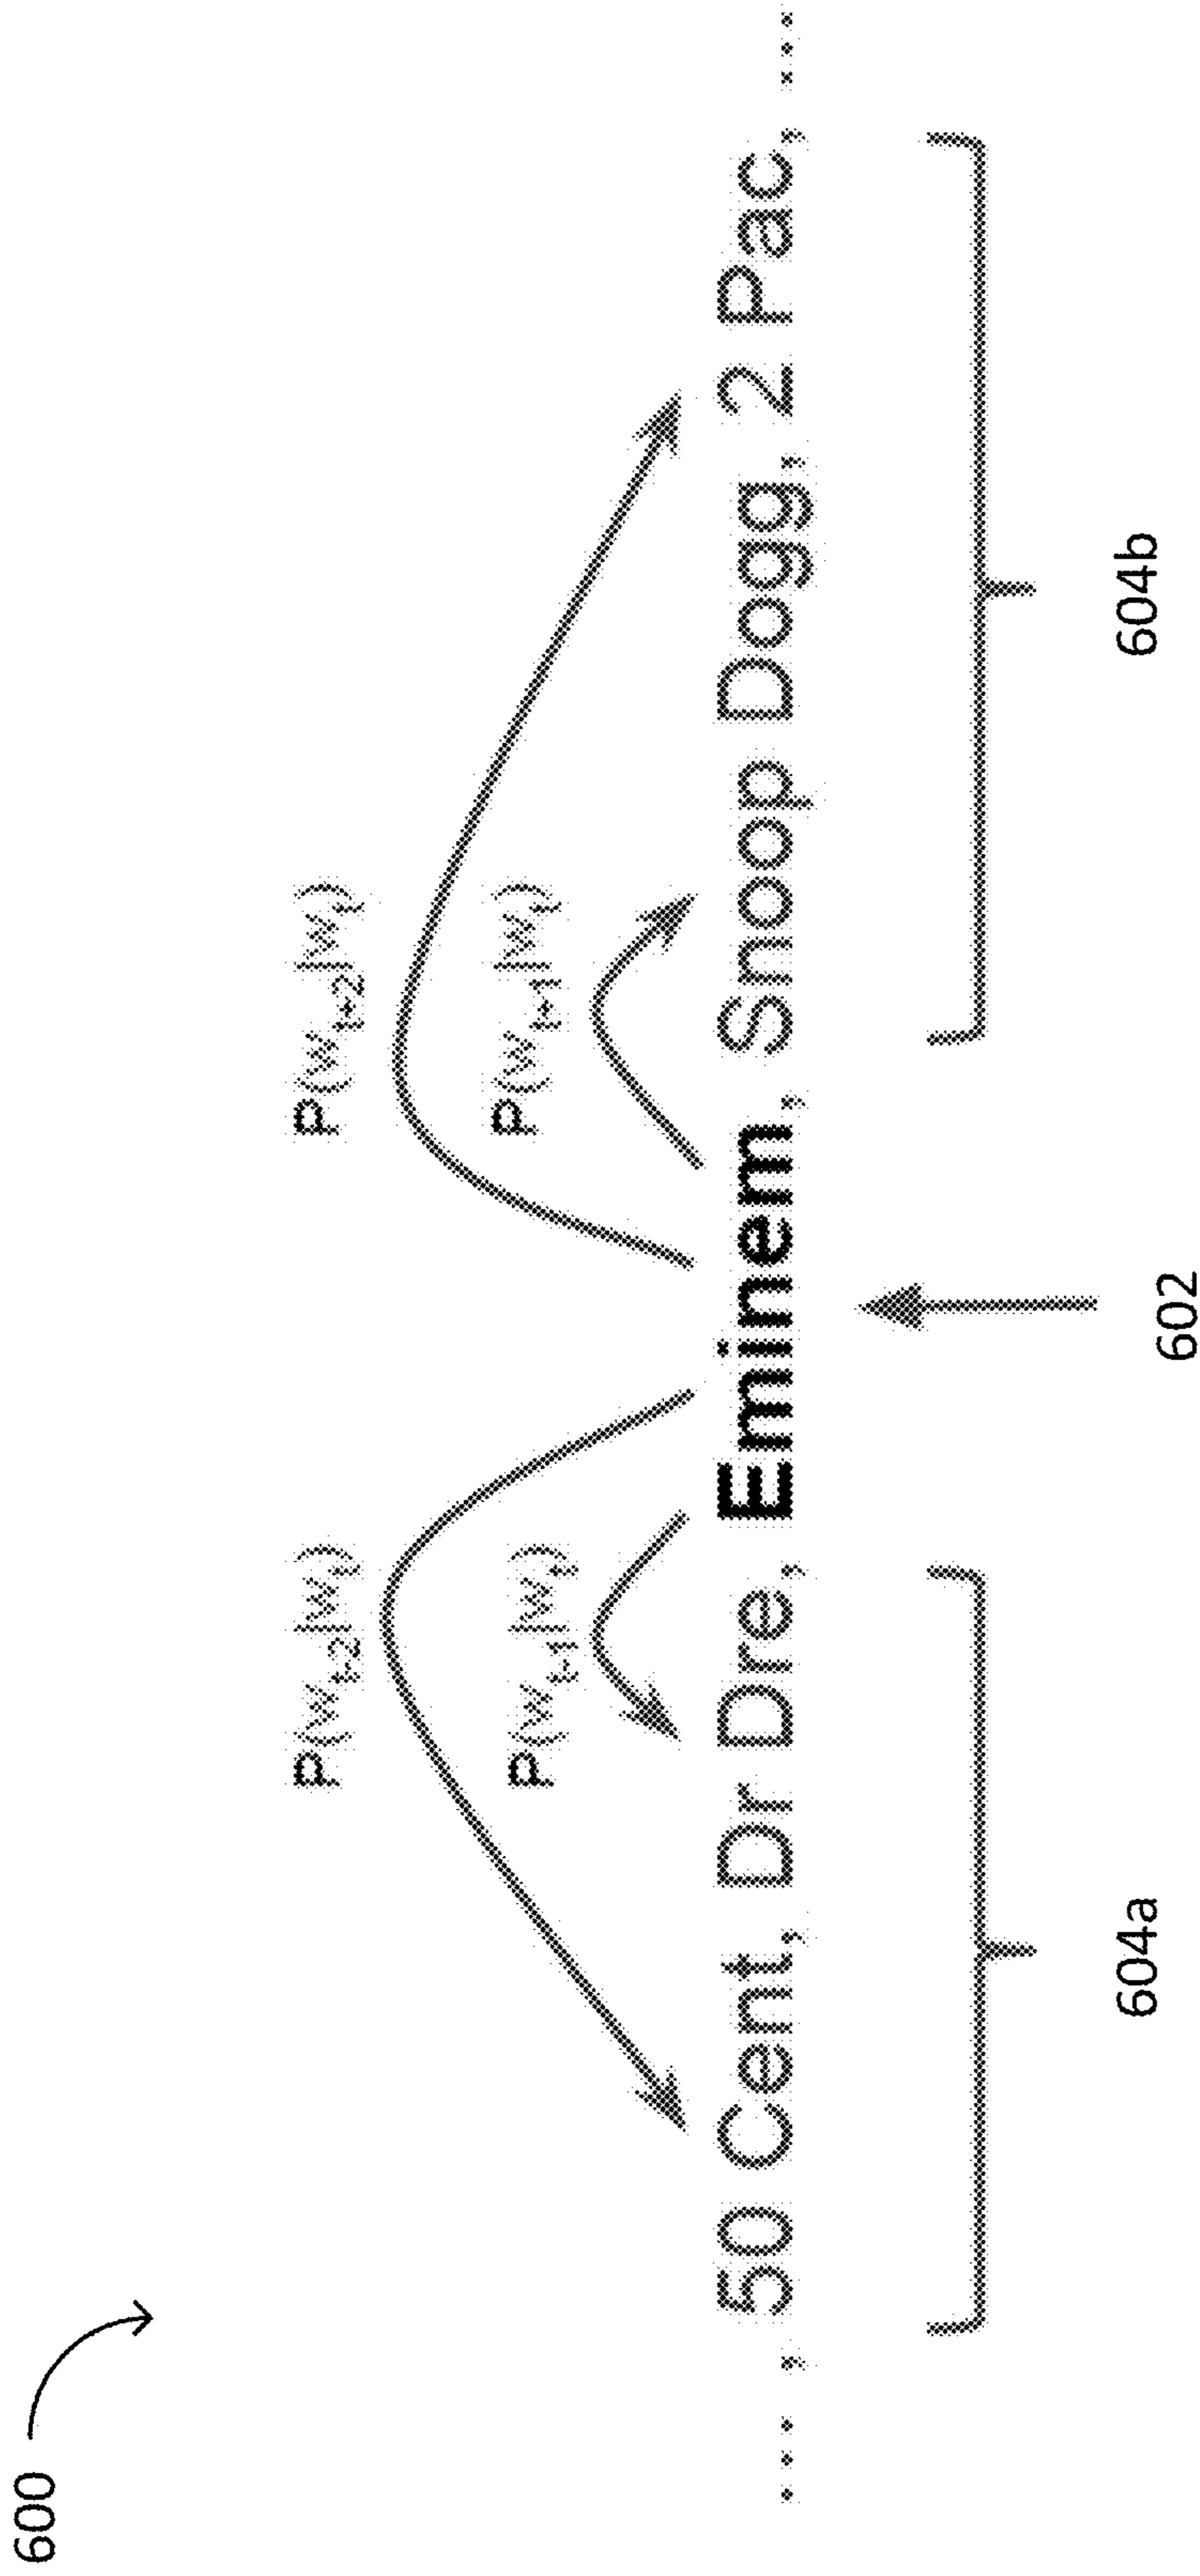 600
P(w_{t-2}|w_t) P(w_{t+2}|w_t)
P(w_{t-1}|w_t) P(w_{t+1}|w_t)
... , 50 Cent, Dr Dre, Eminem, Snoop Dogg, 2 Pac, ...
604a 602 604b